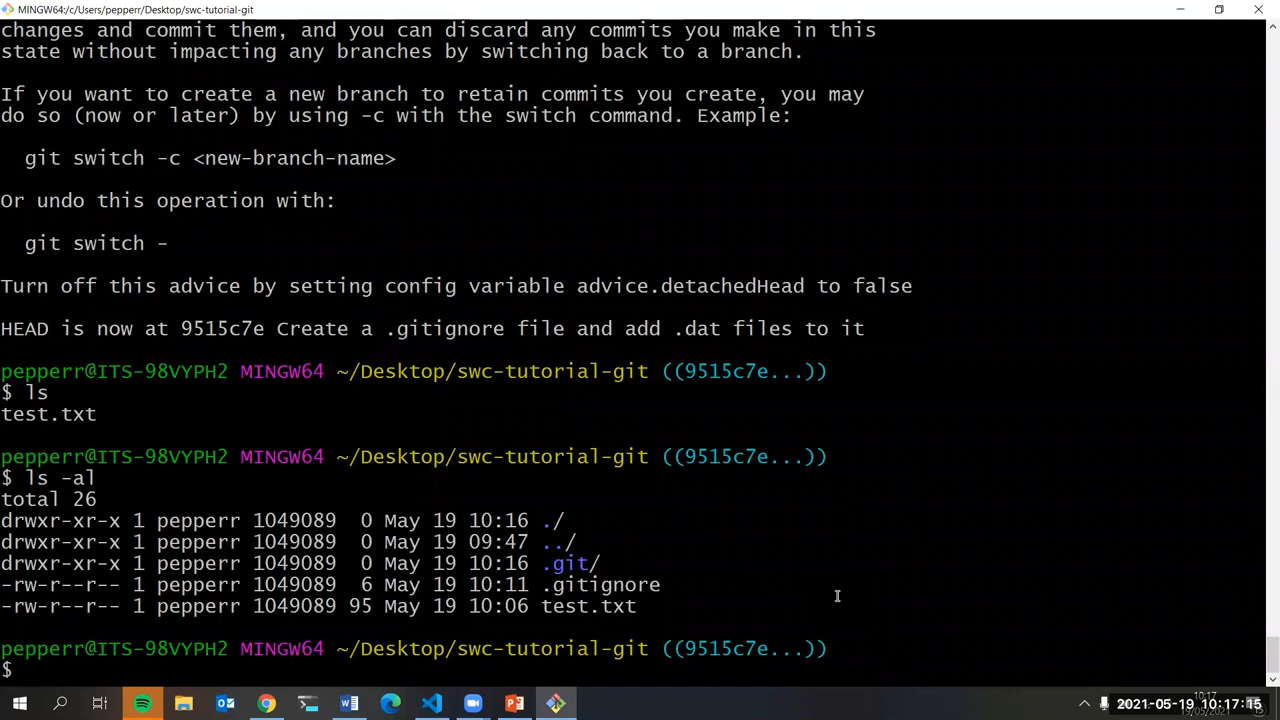 MINGW64:/c/Users/pepperr/Desktop/swc-tutorial-git
changes and commit them, and you can discard any commits you make in this
state without impacting any branches by switching back to a branch.
If you want to create a new branch to retain commits you create, you may
do so (now or later) by using -c with the switch command. Example:
git switch -c <new-branch-name>
Or undo this operation with:
git switch -
Turn off this advice by setting config variable advice.detachedHead to false
HEAD is now at 9515c7e Create a .gitignore file and add .dat files to it
pepperr@ITS-98VYPH2 MINGW64 ~/Desktop/swc-tutorial-git ((9515c7e...))
$ ls
test.txt
pepperr@ITS-98VYPH2 MINGW64 ~/Desktop/swc-tutorial-git ((9515c7e...))
$ ls -al
total 26
drwxr-xr-x 1 pepperr 1049089  0 May 19 10:16 ./
drwxr-xr-x 1 pepperr 1049089  0 May 19 09:47 ../
drwxr-xr-x 1 pepperr 1049089  0 May 19 10:16 .git/
-rw-r--r-- 1 pepperr 1049089  6 May 19 10:11 .gitignore
-rw-r--r-- 1 pepperr 1049089 95 May 19 10:06 test.txt
pepperr@ITS-98VYPH2 MINGW64 ~/Desktop/swc-tutorial-git ((9515c7e...))
$
10:17
2021-05-19 10:17:15
19/05/2021